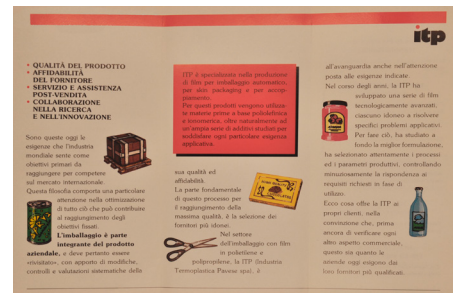 itp
• QUALITÀ DEL PRODOTTO
• AFFIDABILITÀ
DEL FORNITORE
• SERVIZIO E ASSISTENZA
POST-VENDITA
• COLLABORAZIONE
NELLA RICERCA
E NELL'INNOVAZIONE
Sono queste oggi le
esigenze che l'industria
mondiale sente come
obiettivi primari da
raggiungere per competere
sul mercato internazionale
Questa filosofia comporta una particolare
attenzione nella ottimizzazione
di tutto ciò che può contribuire
al raggiungimento degli
obiettivi fissati.
L'imballaggio è parte
integrante del prodotto
aziendale, e deve pertanto essere
«rivisitato», con apporto di modifiche,
controlli e valutazioni sistematiche della
ITP è specializzata nella produzione
di film per imballaggio automatico,
per skin packaging e per accop-
piamento.
Per questi prodotti vengono utilizza-
te materie prime a base poliolefinica
e ionomerica, oltre naturalmente ad
un'ampia serie di additivi studiati per
soddisfare ogni particolare esigenza
applicativa.
sua qualità ed
affidabilità
La parte fondamentale
di questo processo per
il raggiungimento della
massima qualità, è la selezione dei
fornitori più idonei.
Nel settore
dell'imballaggio con film
in polietilene e
polipropilene, la ITP (Industria
Termoplastica Pavese spa), è
all'avanguardia anche nell'attenzione
posta alle esigenze indicate.
Nel corso degli anni, la ITP ha
sviluppato una serie di film
tecnologicamente avanzati,
ciascuno idoneo a risolvere
specifici problemi applicativi.
Per fare ciò, ha studiato a
fondo la miglior formulazione,
ha selezionato attentamente i processi
ed i parametri produttivi, controllando
minuziosamente la rispondenza ai
requisiti richiesti in fase di
utilizzo.
Ecco cosa offre la ITP ai
propri clienti, nella
convinzione che, prima
ancora di verificare ogni
altro aspetto commerciale,
questo sia quanto le
aziende oggi esigono dai
loro fornitori più qualificati.